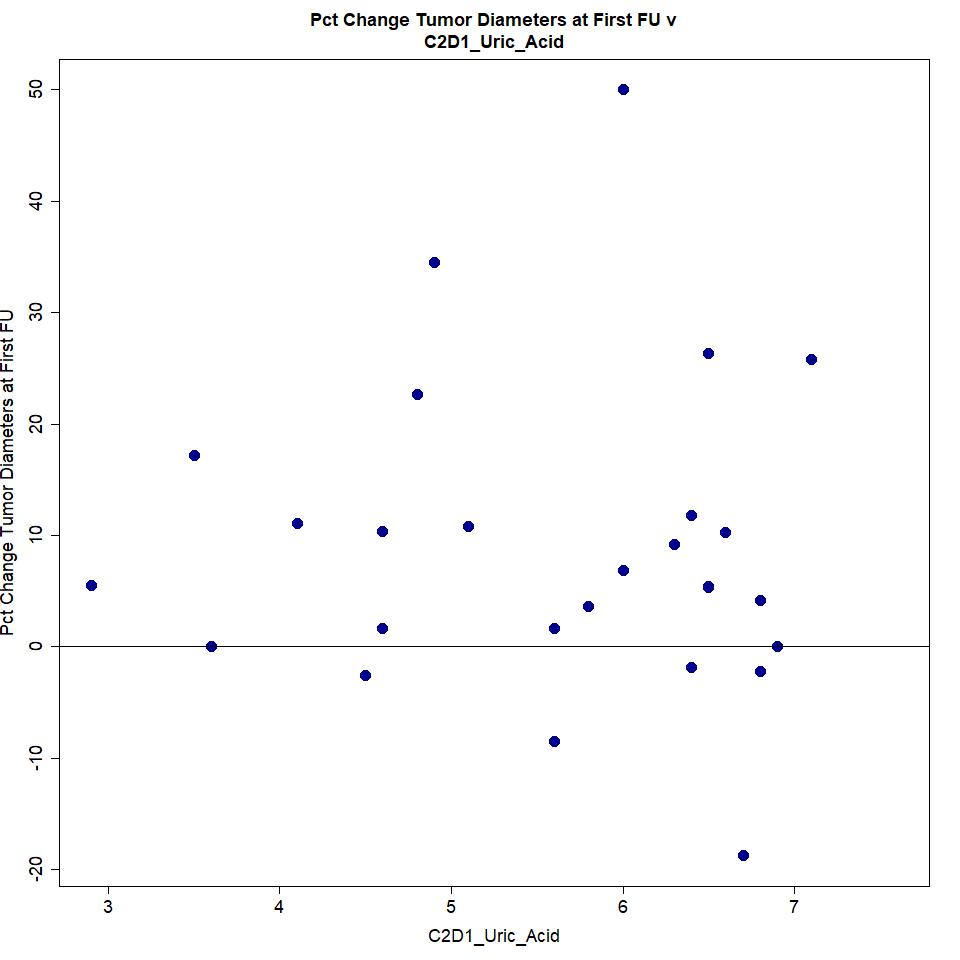 Pct Change Tumor Diameters at First FU v
C2D1_Uric_Acid
Pct Change Tumor Diameters at First FU
50
40
30
20
10
0
-10
-20
3 4 5 6 7
C2D1_Uric_Acid